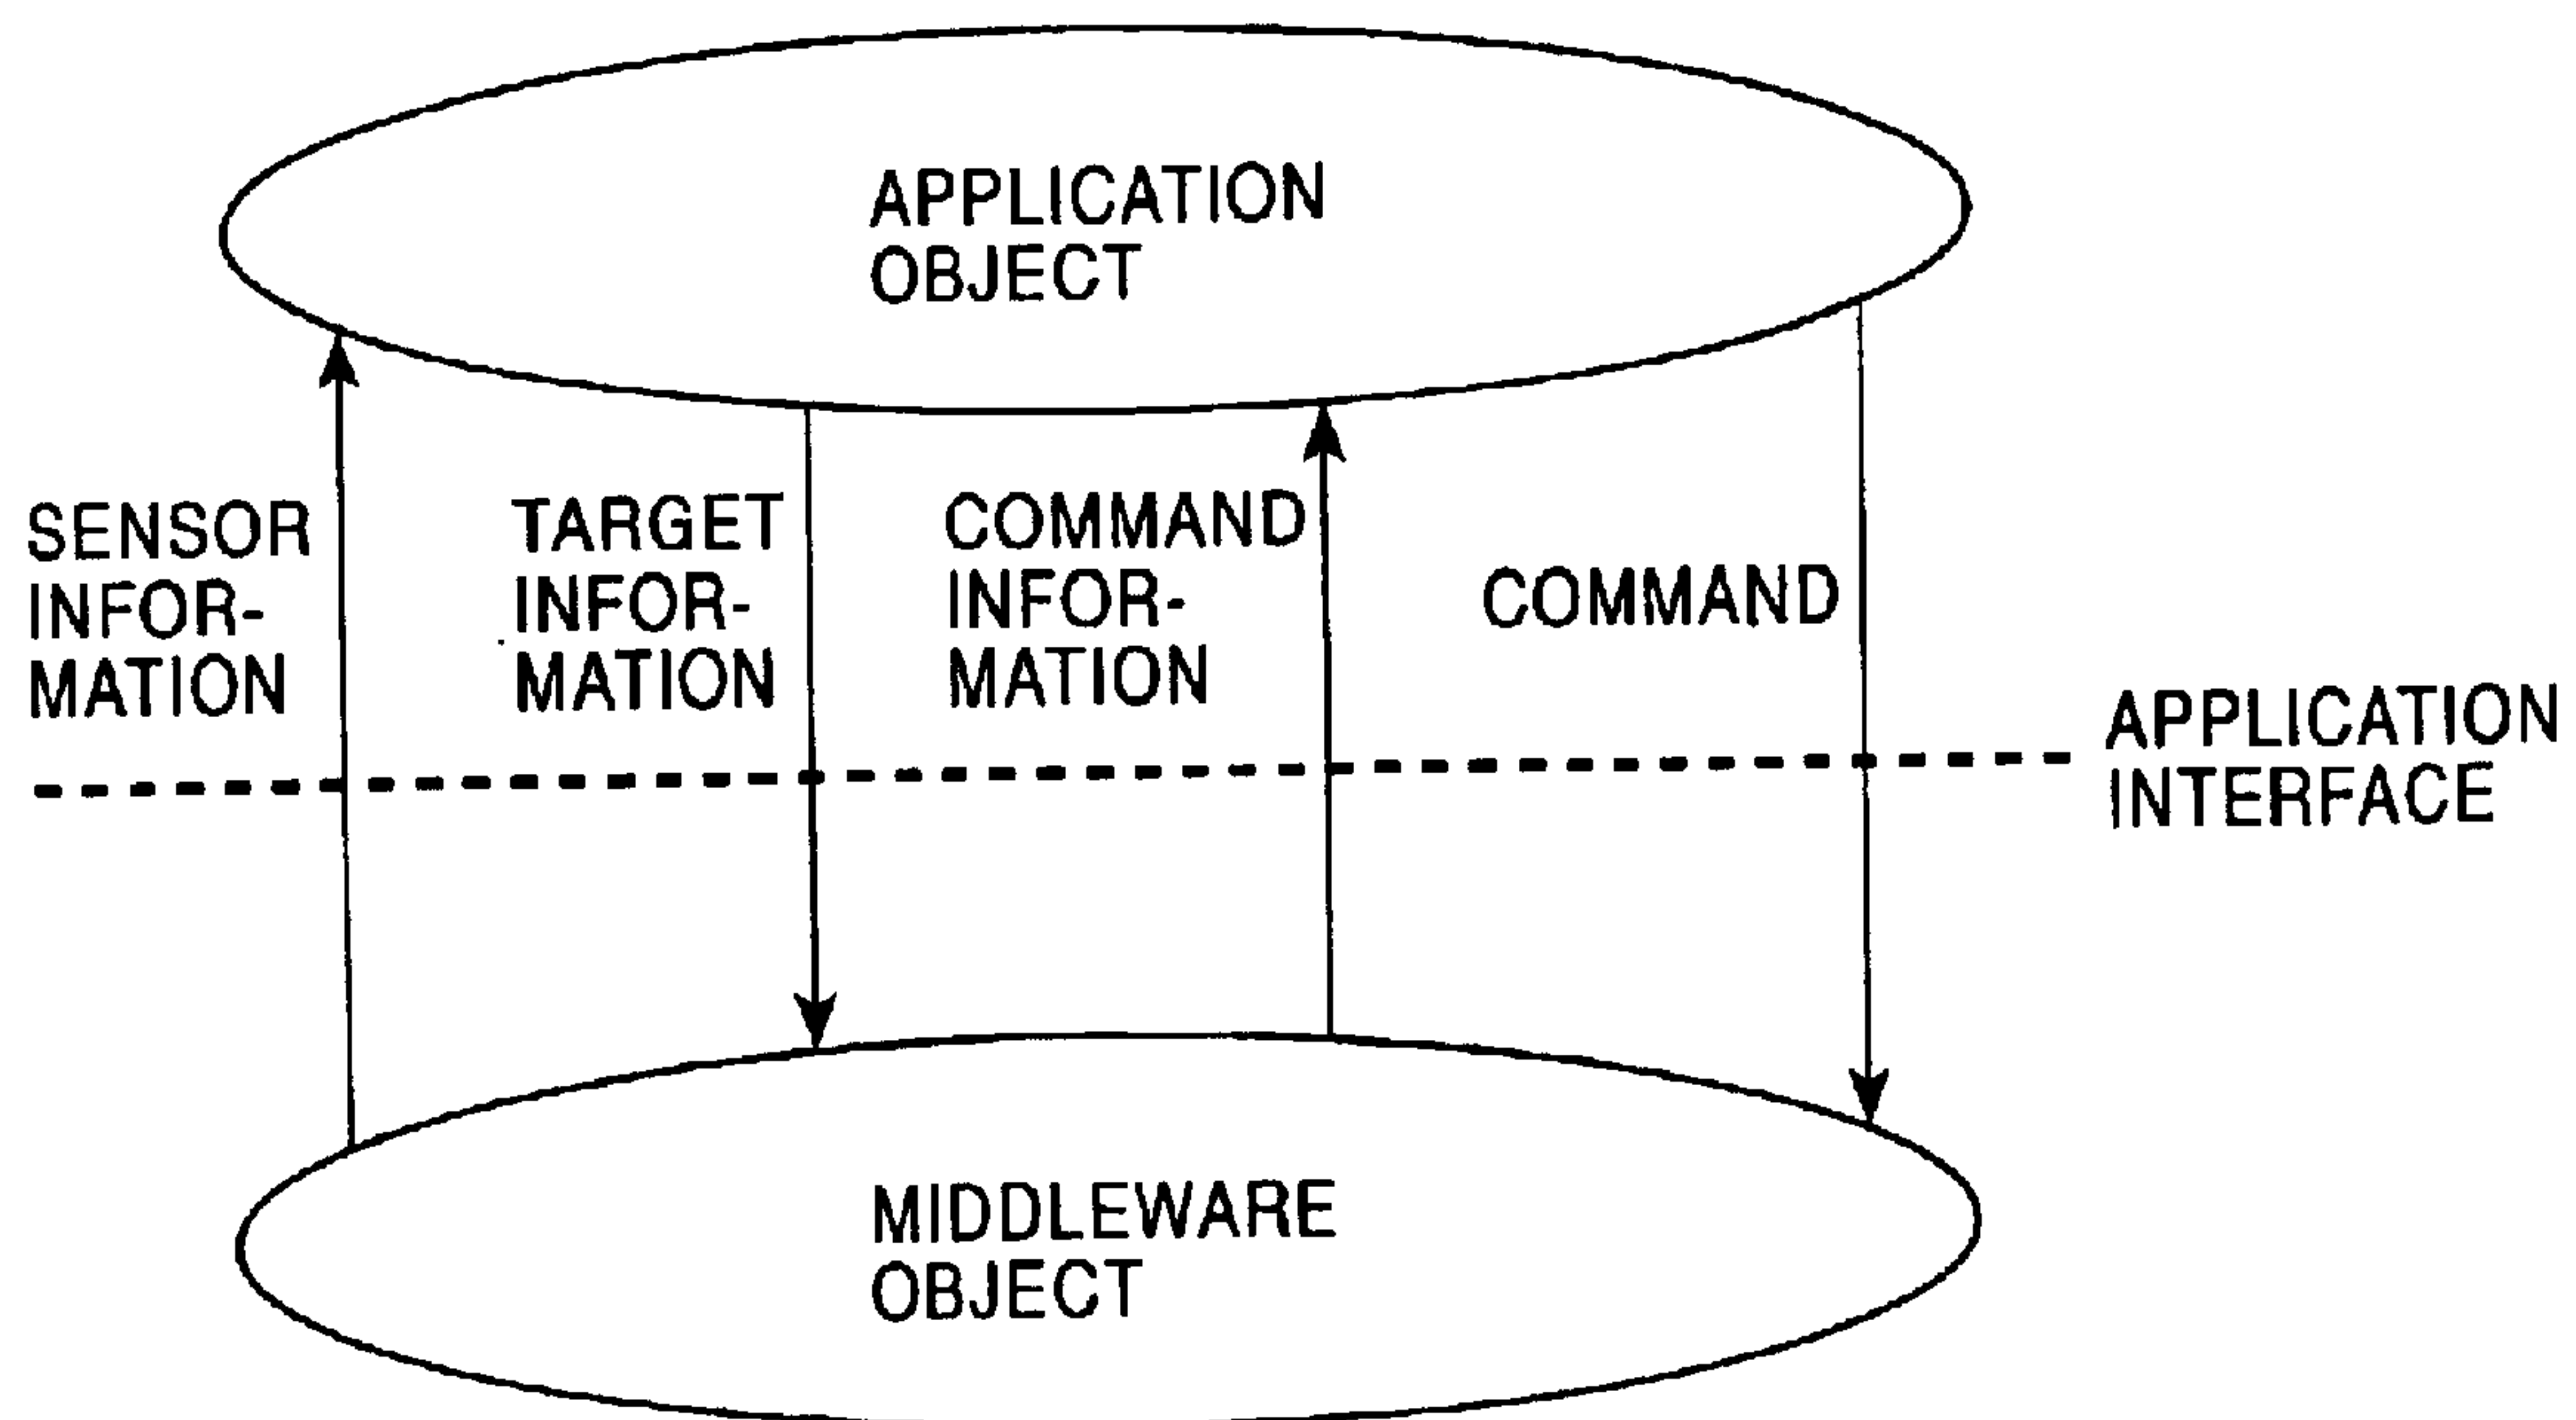 APPLICATION
OBJECT
SENSOR
INFOR-
MATION
TARGET
INFOR-
MATION
COMMAND
INFOR-
MATION
COMMAND
APPLICATION
INTERFACE
MIDDLEWARE
OBJECT